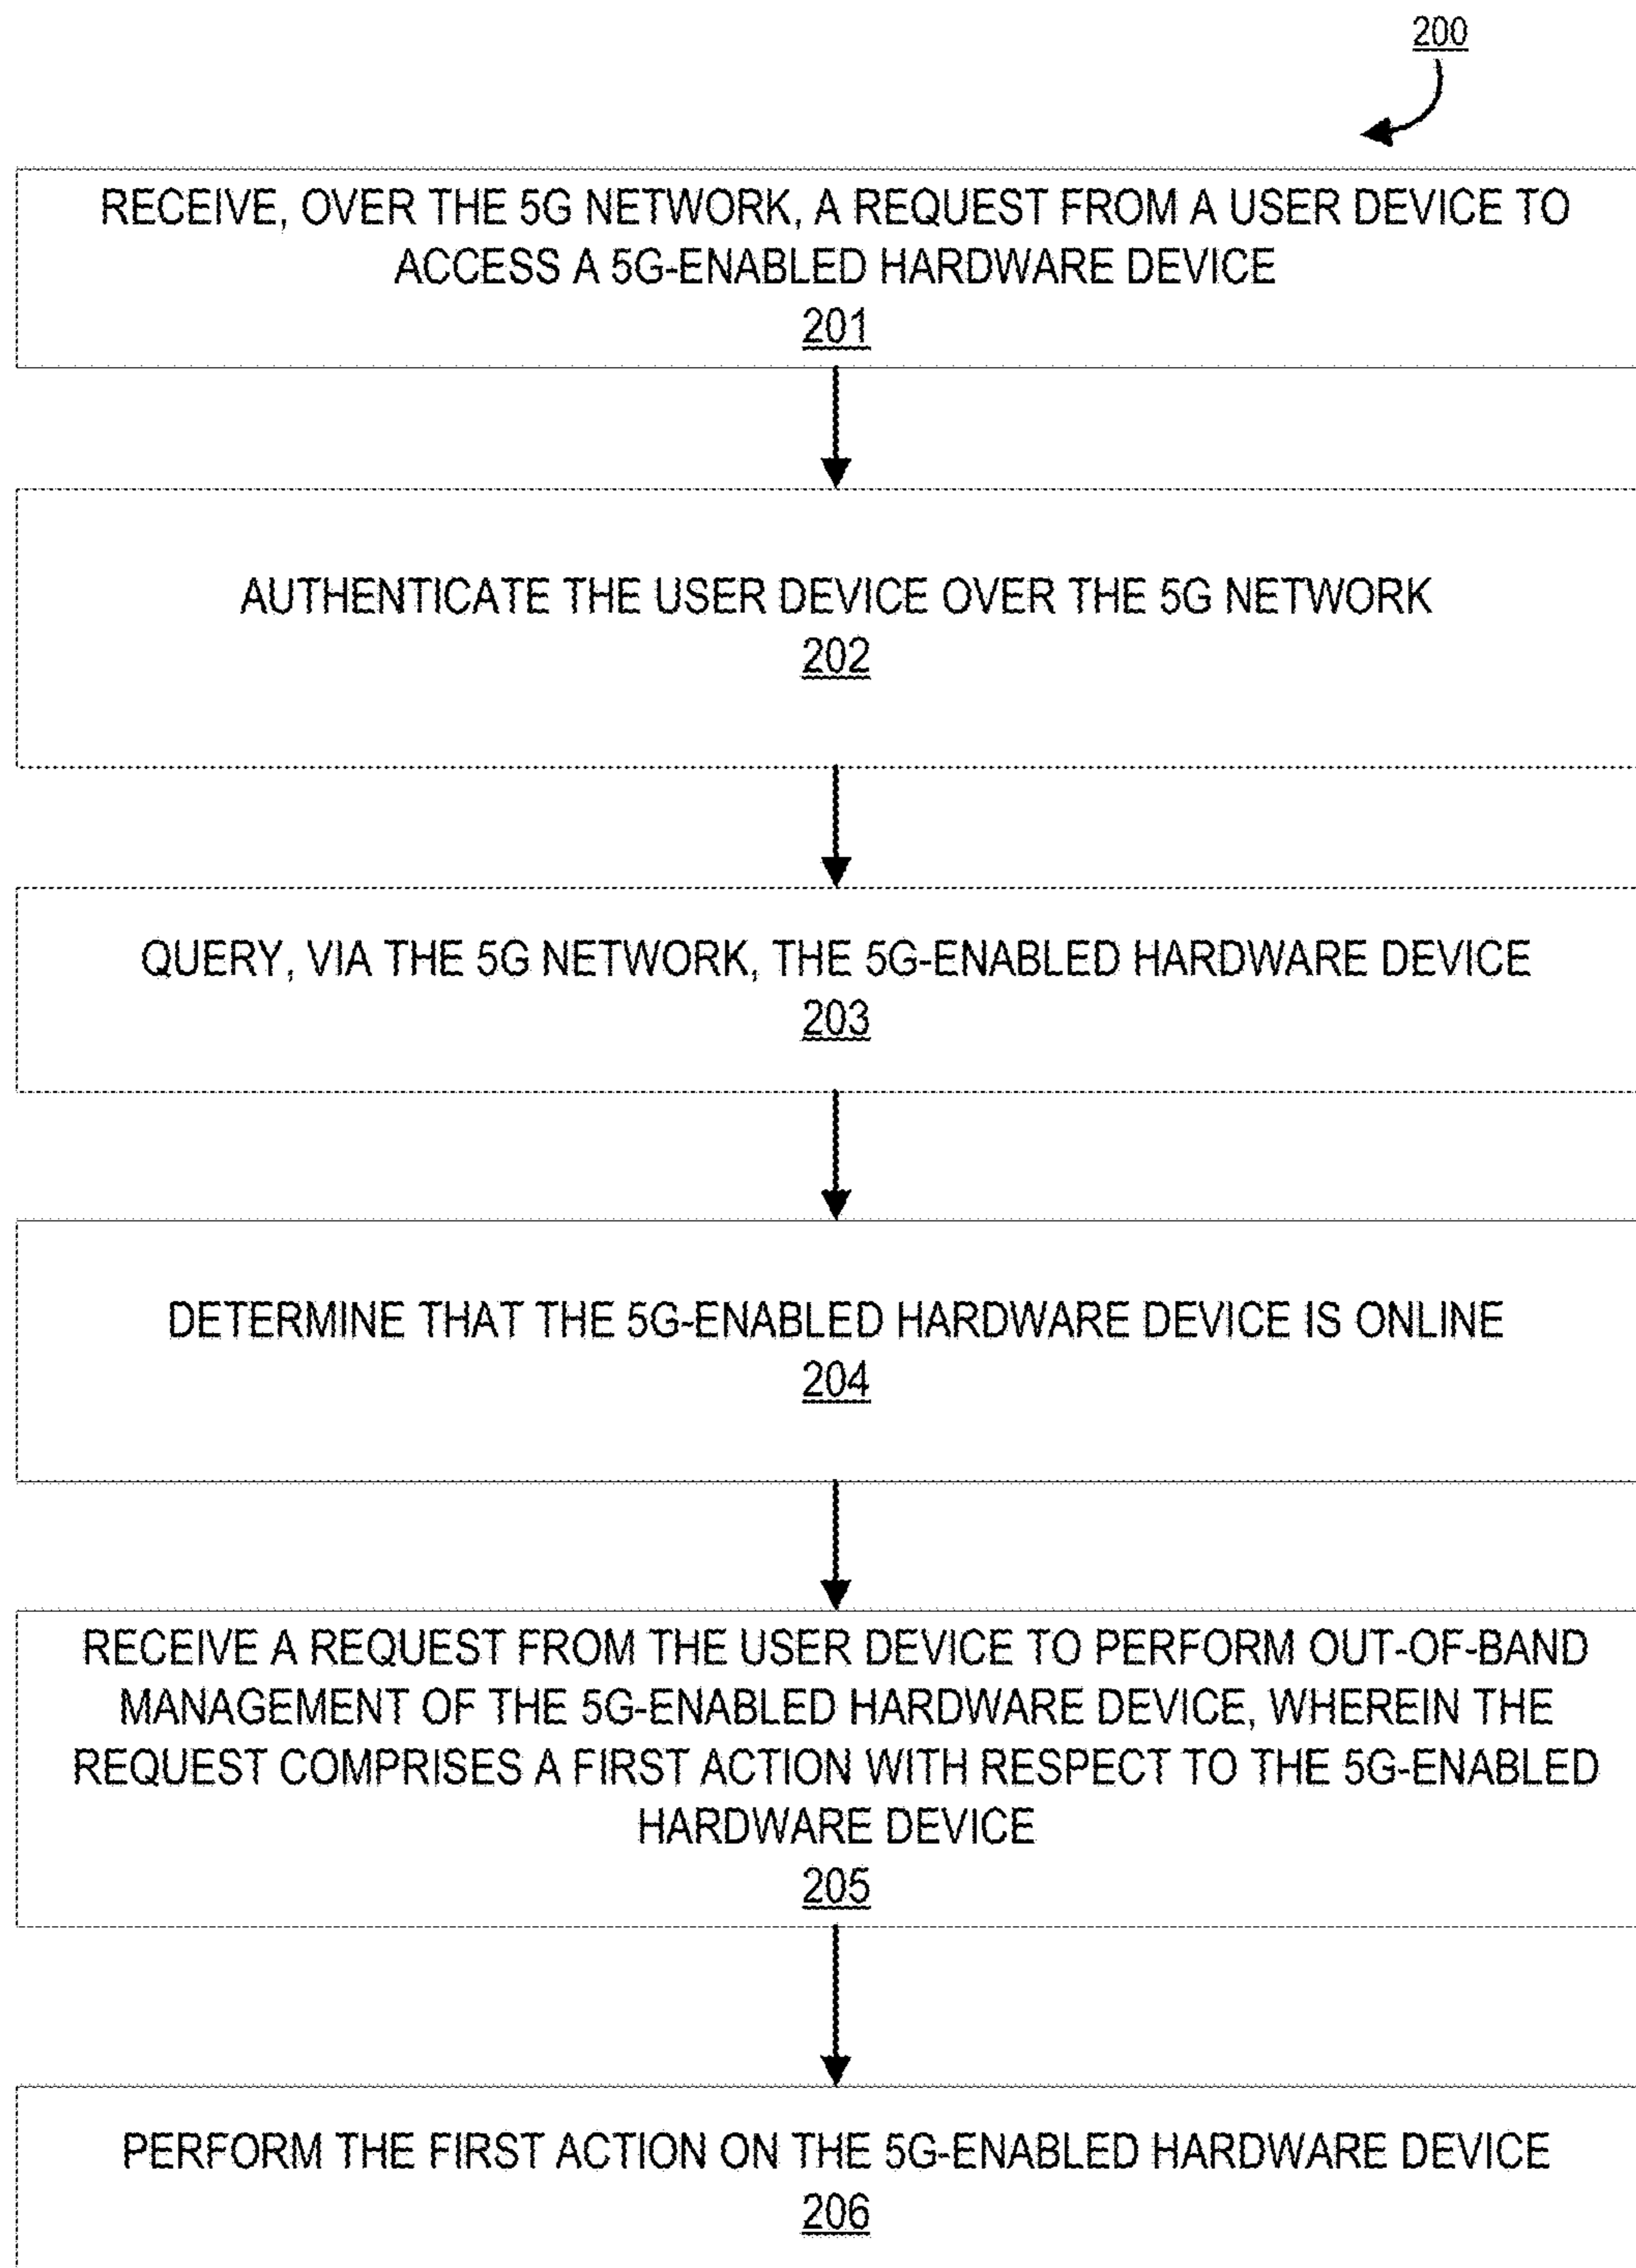 200
RECEIVE, OVER THE 5G NETWORK, A REQUEST FROM A USER DEVICE TO
ACCESS A 5G-ENABLED HARDWARE DEVICE
201
AUTHENTICATE THE USER DEVICE OVER THE 5G NETWORK
202
QUERY, VIA THE 5G NETWORK, THE 5G-ENABLED HARDWARE DEVICE
203
DETERMINE THAT THE 5G-ENABLED HARDWARE DEVICE IS ONLINE
204
RECEIVE A REQUEST FROM THE USER DEVICE TO PERFORM OUT-OF-BAND
MANAGEMENT OF THE 5G-ENABLED HARDWARE DEVICE, WHEREIN THE
REQUEST COMPRISES A FIRST ACTION WITH RESPECT TO THE 5G-ENABLED
HARDWARE DEVICE
205
PERFORM THE FIRST ACTION ON THE 5G-ENABLED HARDWARE DEVICE
206